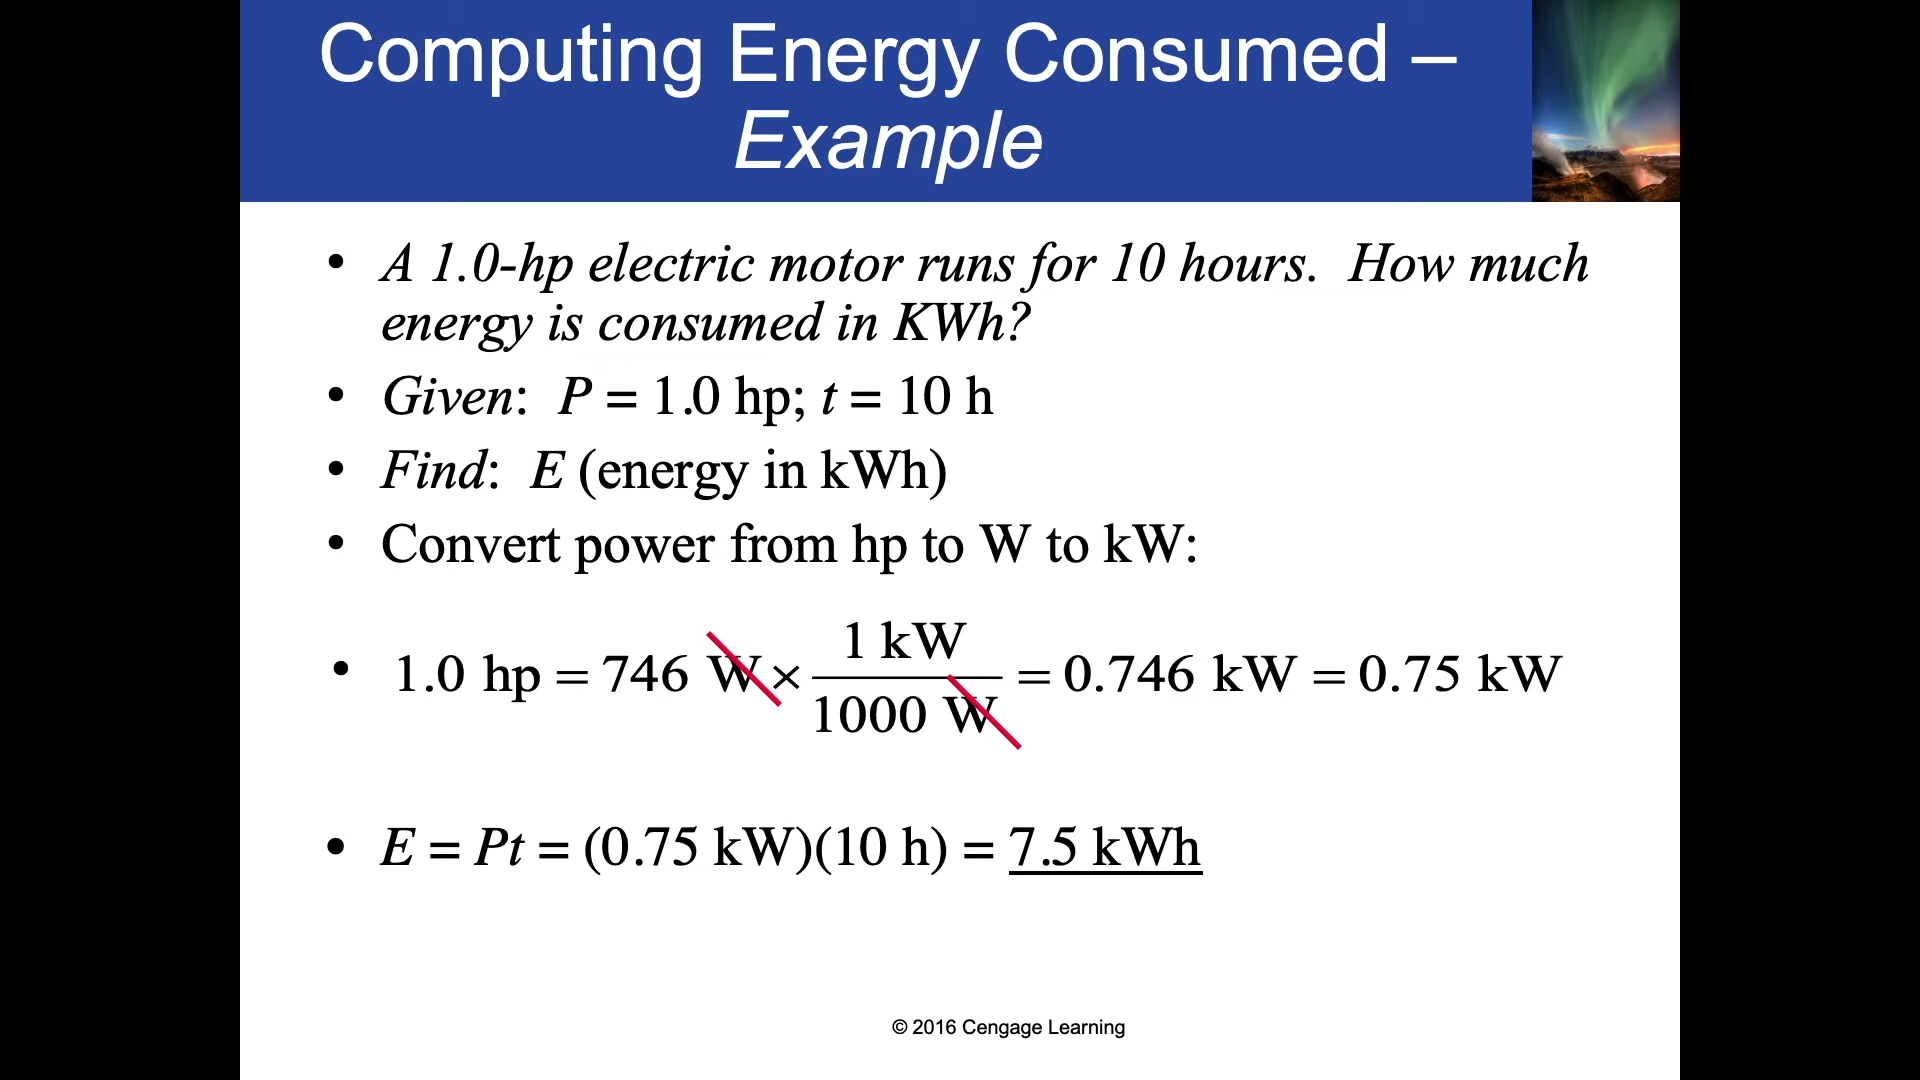 Computing Energy Consumed –
Example
• A 1.0-hp electric motor runs for 10 hours. How much
energy is consumed in KWh?
• Given: P = 1.0 hp; t = 10 h
• Find: E (energy in kWh)
• Convert power from hp to W to kW:
• 1.0 hp = 746 W × 1 kW / 1000 W = 0.746 kW = 0.75 kW
• E = Pt = (0.75 kW)(10 h) = 7.5 kWh
© 2016 Cengage Learning